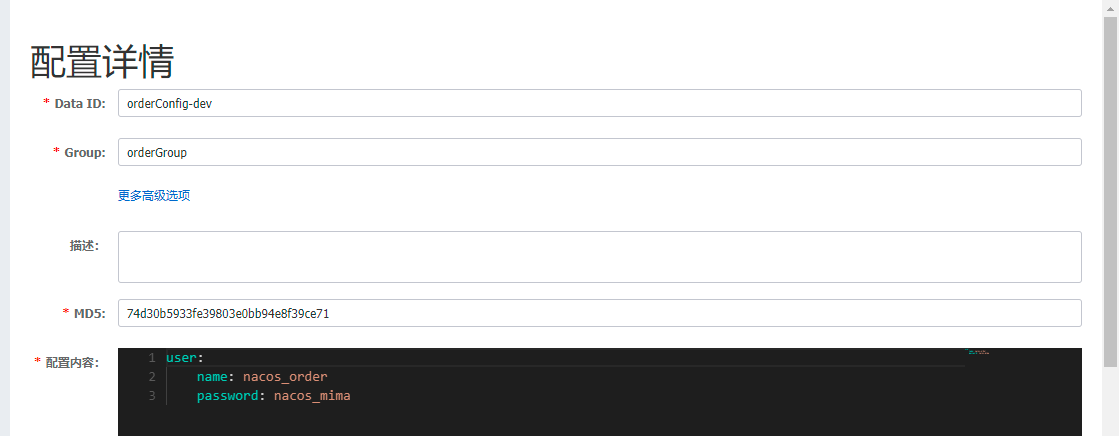 配置详情
* Data ID: orderConfig-dev
* Group: orderGroup
更多高级选项
描述:
* MD5: 74d30b5933fe39803e0bb94e8f39ce71
* 配置内容: 1 user:
2 name: nacos_order
3 password: nacos_mima